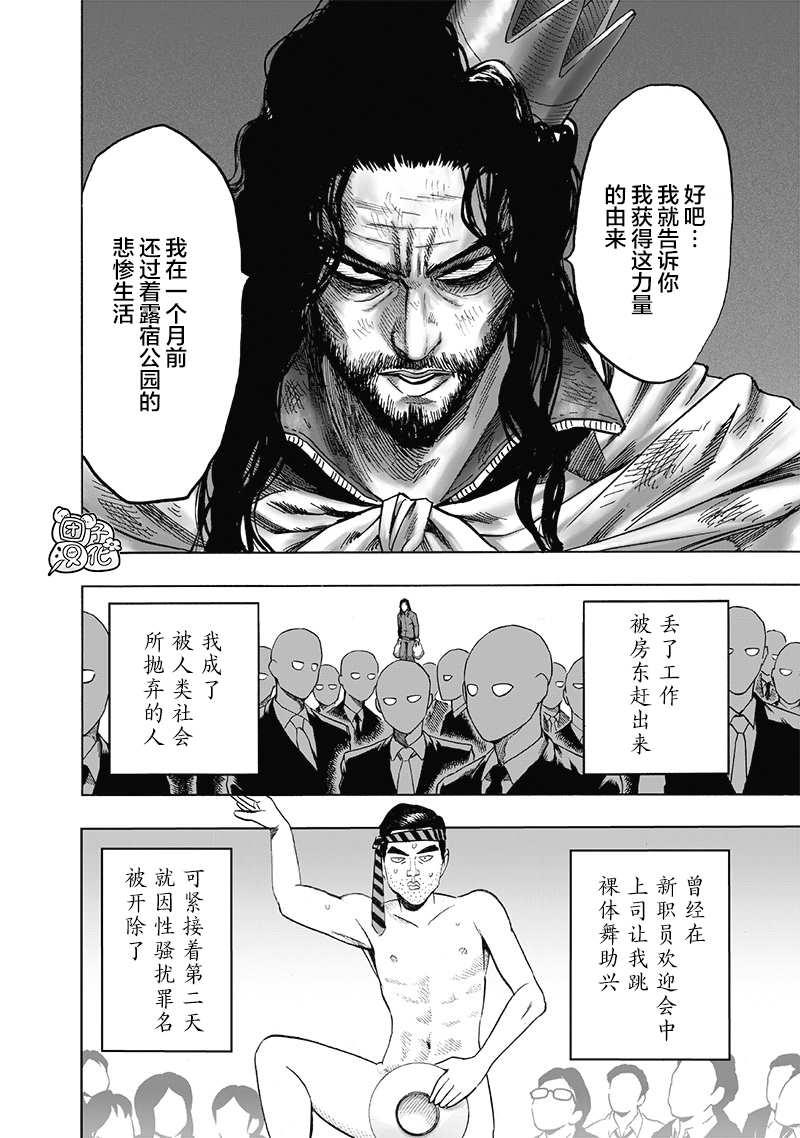 好吧…
我就告诉你
我获得这力量
的由来
我在一个月前
还过着露宿公园的
悲惨生活
丢了工作
被房东赶出来
我成了
被人类社会
所抛弃的人
曾经在
新职员欢迎会中
上司让我跳
裸体舞助兴
可紧接着第二天
就因性骚扰罪名
被开除了